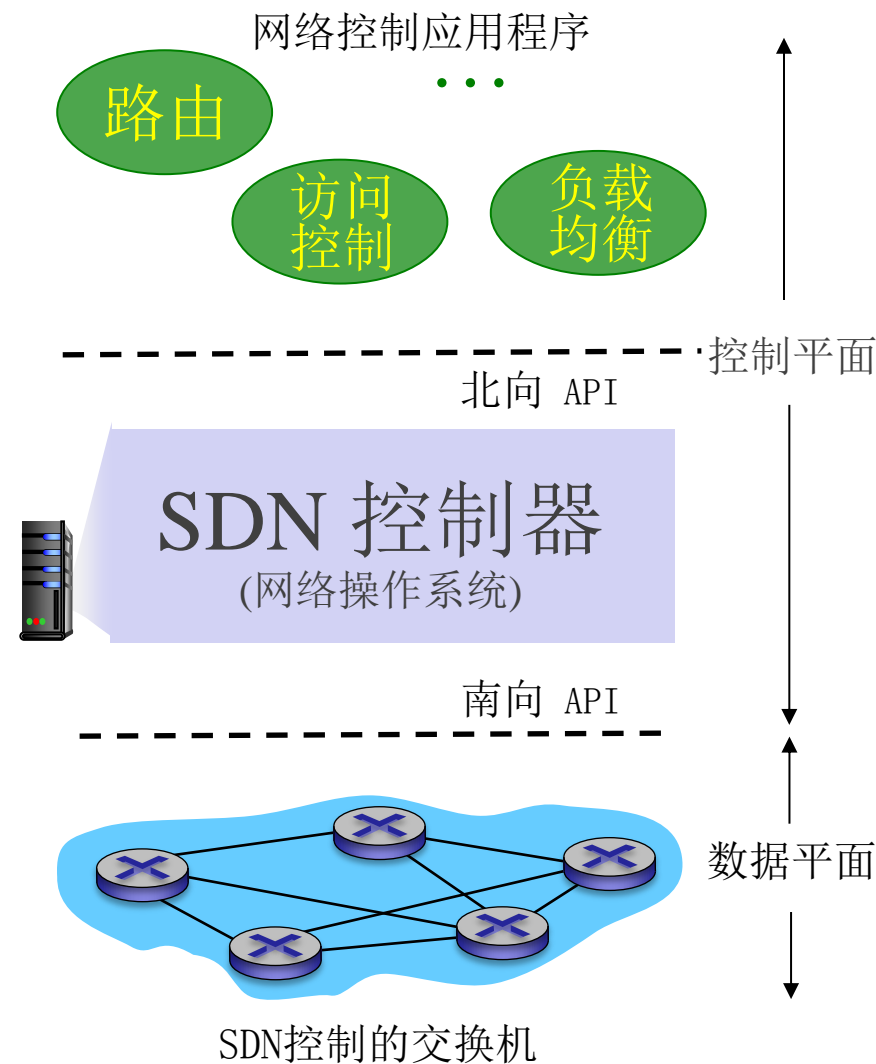 网络控制应用程序
...
路由
访问
控制
负载
均衡
控制平面
北向 API
SDN 控制器
(网络操作系统)
南向 API
数据平面
SDN控制的交换机